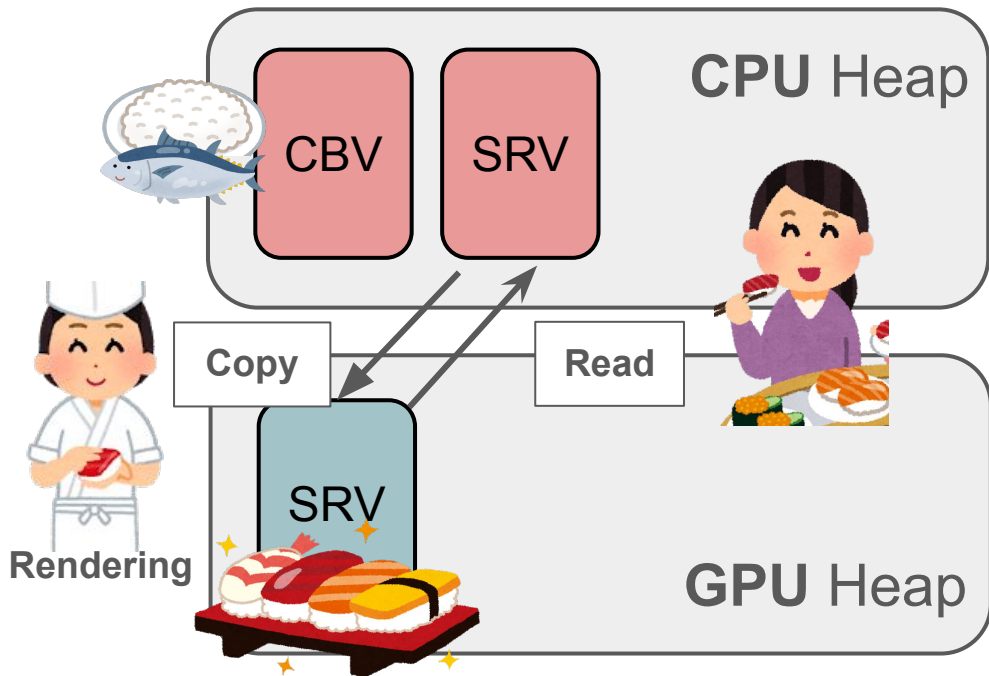 CPU Heap
CBV
SRV
Copy
Read
SRV
Rendering
GPU Heap